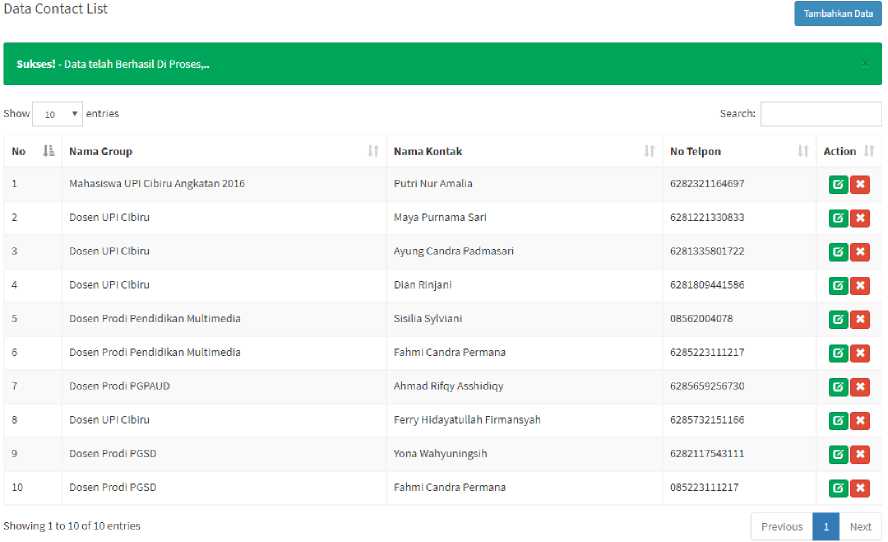 Data Contact List
Tambahkan Data
Sukses! - Data telah Berhasil Di Proses,..
×
Show 10 entries
Search:
No Nama Group Nama Kontak No Telpon Action
1 Mahasiswa UPI Cibiru Angkatan 2016 Putri Nur Amalia 6282321164697
2 Dosen UPI CIbiru Maya Purnama Sari 6281221330833
3 Dosen UPI CIbiru Ayung Candra Padmasari 6281335801722
4 Dosen UPI CIbiru Dian Rinjani 6281809441586
5 Dosen Prodi Pendidikan Multimedia Sisilia Sylviani 08562004078
6 Dosen Prodi Pendidikan Multimedia Fahmi Candra Permana 6285223111217
7 Dosen Prodi PGPAUD Ahmad Rifqy Asshidiqy 6285659256730
8 Dosen UPI CIbiru Ferry Hidayatullah Firmansyah 6285732151166
9 Dosen Prodi PGSD Yona Wahyuningsih 6282117543111
10 Dosen Prodi PGSD Fahmi Candra Permana 085223111217
Showing 1 to 10 of 10 entries
Previous 1 Next